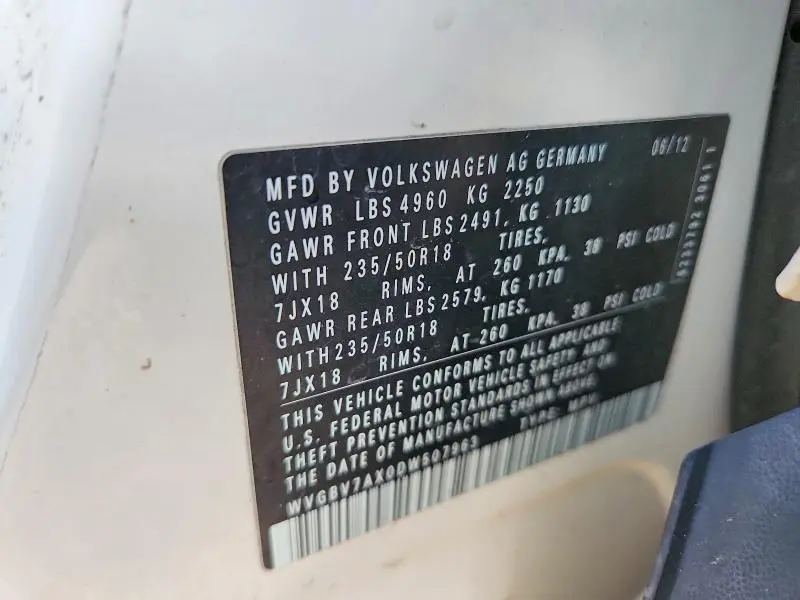 MFD BY VOLKSWAGEN AG GERMANY 06/12
GVWR LBS 4960 KG 2250
GAWR FRONT LBS 2491, KG 1130
WITH 235/50R18 TIRES,
7JX18 RIMS, AT 260 KPA, 38 PSI COLD
GAWR REAR LBS 2579, KG 1170
WITH 235/50R18 TIRES,
7JX18 RIMS, AT 260 KPA, 38 PSI COLD
THIS VEHICLE CONFORMS TO ALL APPLICABLE
U.S. FEDERAL MOTOR VEHICLE SAFETY AND
THEFT PREVENTION STANDARDS IN EFFECT ON
THE DATE OF MANUFACTURE SHOWN ABOVE.
WVGBV7AX0DW607963 TYPE: MPV